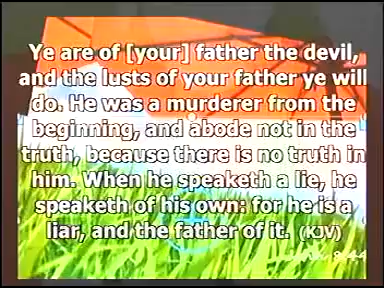 Ye are of [your] father the devil,
and the lusts of your father ye will
do. He was a murderer from the
beginning, and abode not in the
truth, because there is no truth in
him. When he speaketh a lie, he
speaketh of his own: for he is a
liar, and the father of it. (KJV)
8:44